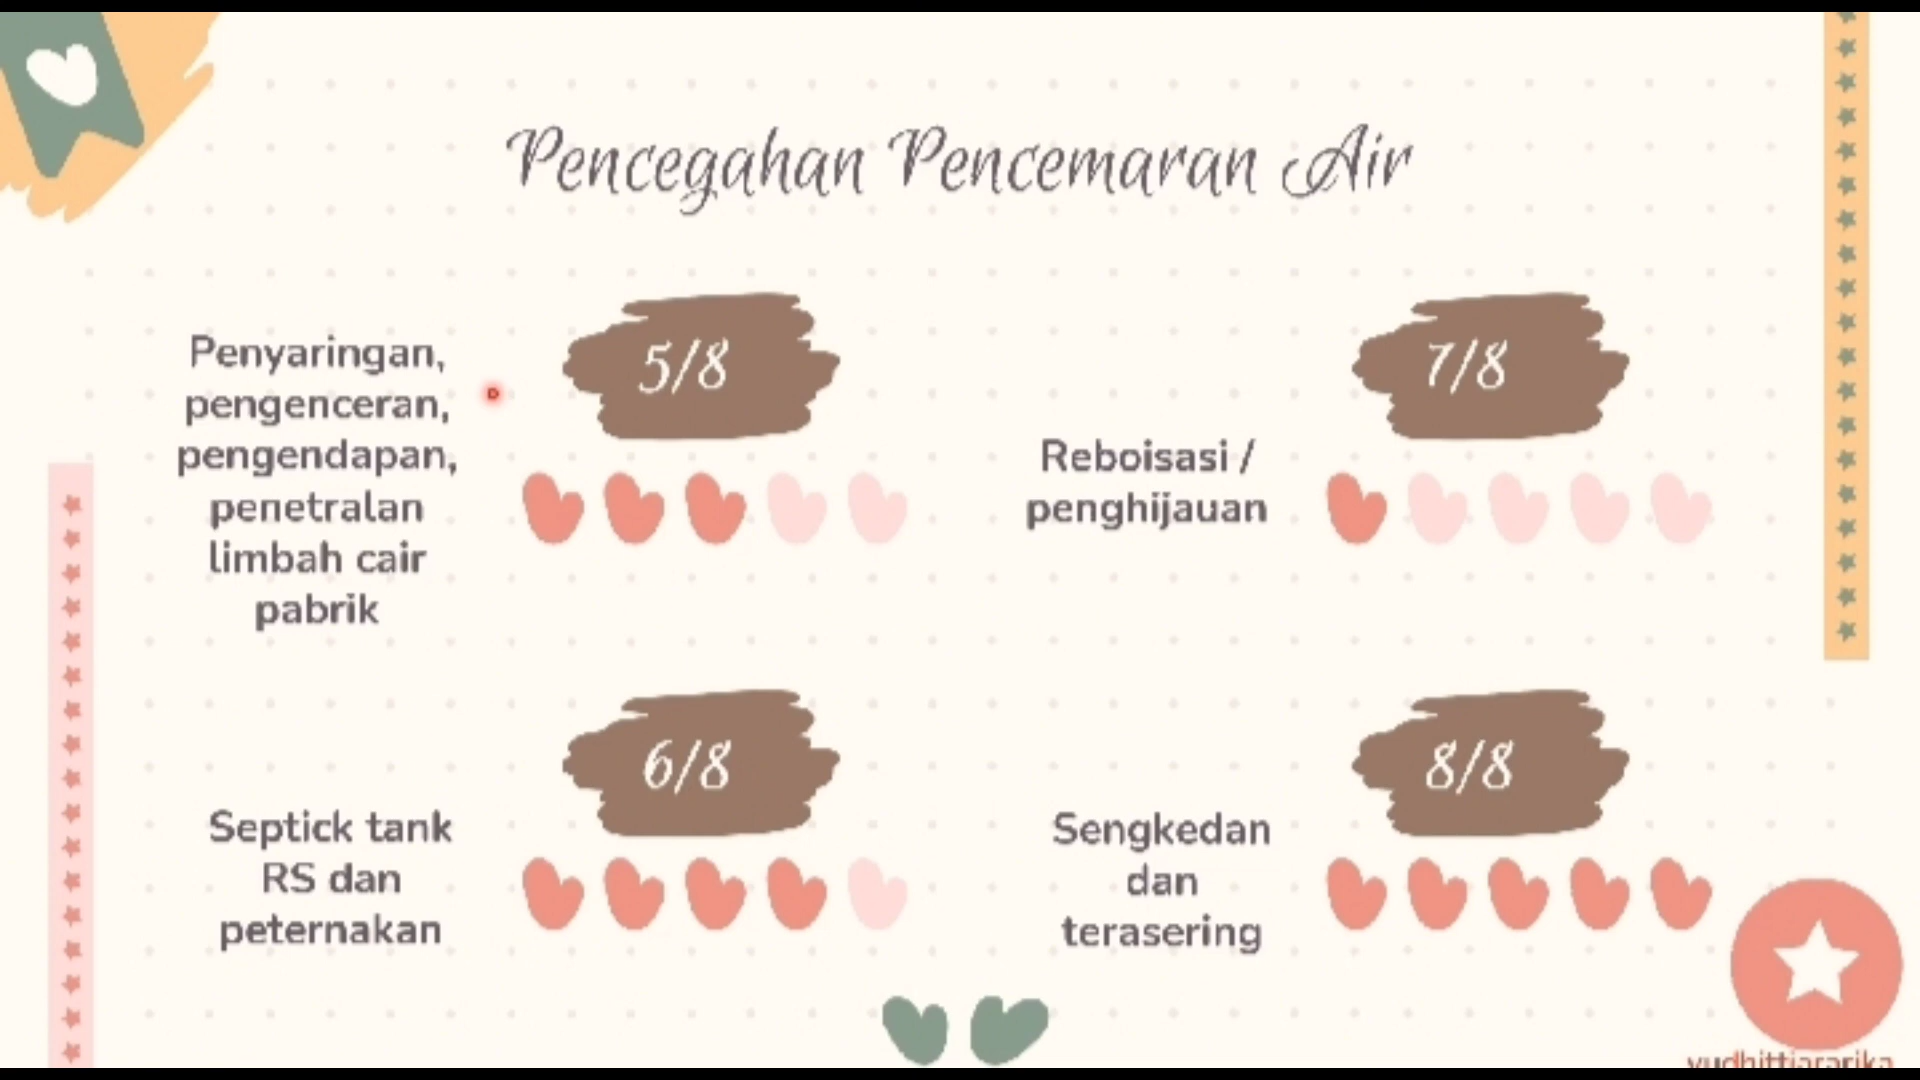 Pencegahan Pencemaran Air
Penyaringan,
pengenceran,
pengendapan,
penetralan
limbah cair
pabrik
5/8
Reboisasi /
penghijauan
7/8
Septick tank
RS dan
peternakan
6/8
Sengkedan
dan
terasering
8/8
yudhittiararika